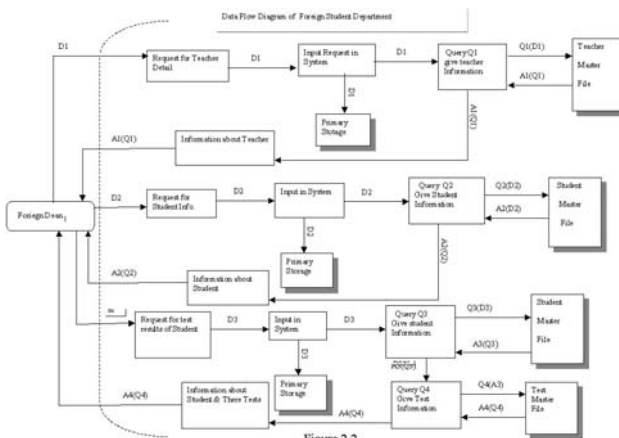 Data Flow Diagram of Foreign Student Department
D1
Request for Teacher
Detail
D1
Input Request in
System
D1
Query Q1
give teacher
Information
Q1(D1)
A1(Q1)
Teacher
Master
File
D1
Primary
Stotage
A1(Q1)
Information about Teacher
A1(Q1)
ForiegnDean
D2
Request for
Student Info.
D2
Input in System
D2
Query Q2
Give Student
Information
Q2(D2)
A2(D2)
Student
Master
File
D2
Primary
Storage
A2(Q2)
Information about
Student
A2(Q2)
Request for test
results of Student
D3
Input in
System
D3
Query Q3
Give student
Information
Q3(D3)
A3(Q3)
Student
Master
File
D3
Primary
Storage
Information about
Student & There Tests
A4(Q4)
A4(Q4)
Query Q4
Give Test
Information
Q4(A3)
A4(Q4)
Test
Master
File
Figure 2.2